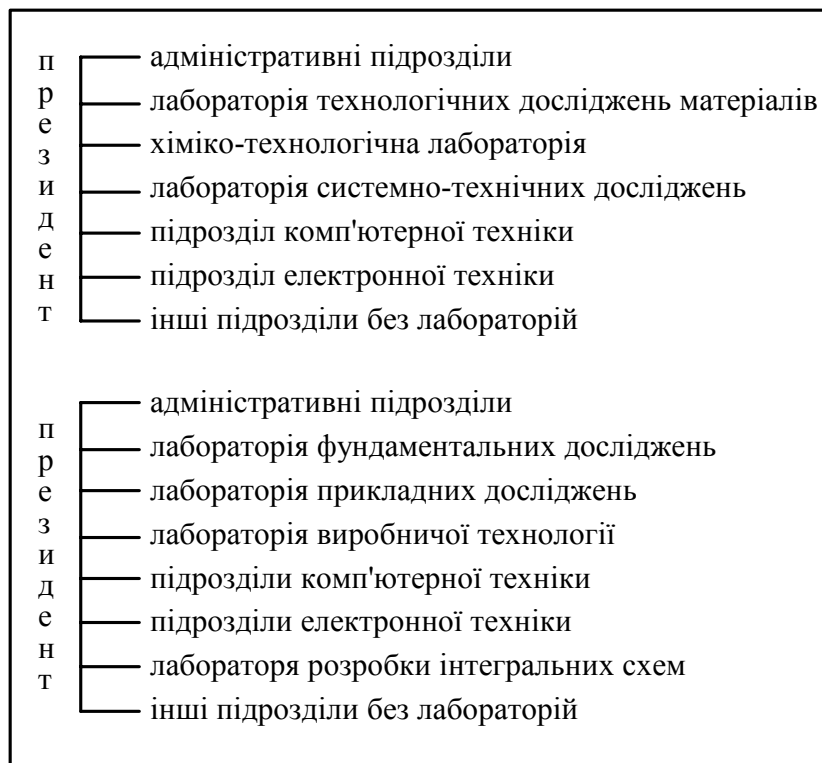 президент
адміністративні підрозділи
лабораторія технологічних досліджень матеріалів
хіміко-технологічна лабораторія
лабораторія системно-технічних досліджень
підрозділ комп'ютерної техніки
підрозділ електронної техніки
інші підрозділи без лабораторій
президент
адміністративні підрозділи
лабораторія фундаментальних досліджень
лабораторія прикладних досліджень
лабораторія виробничої технології
підрозділи комп'ютерної техніки
підрозділи електронної техніки
лабораторя розробки інтегральних схем
інші підрозділи без лабораторій